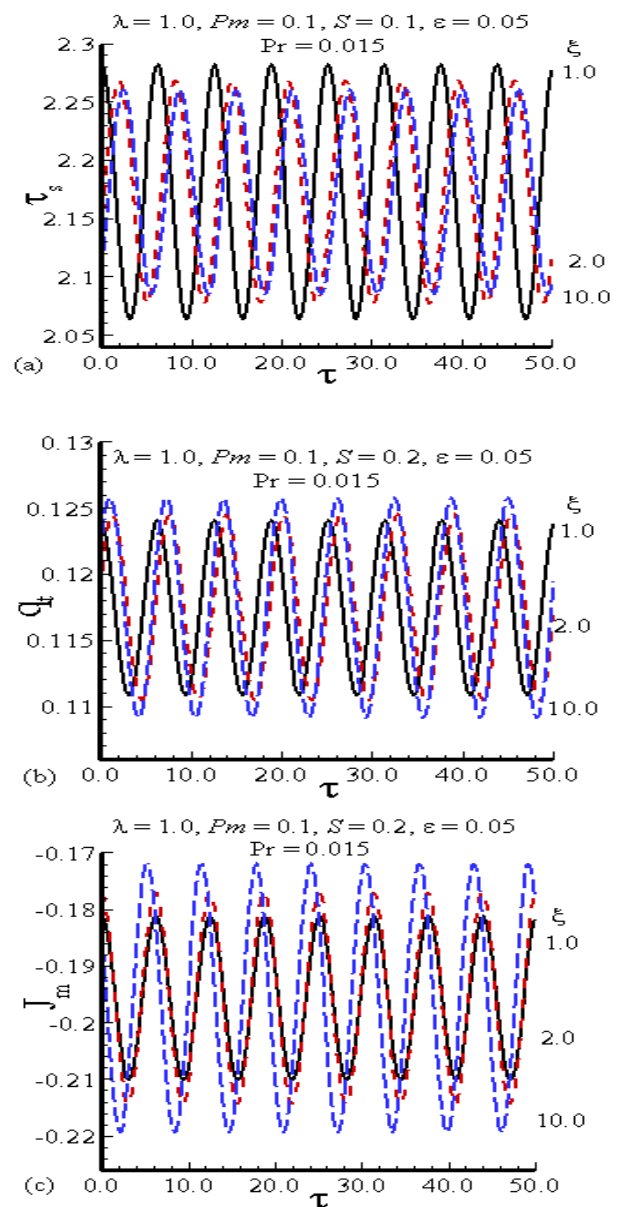 λ = 1.0, Pm = 0.1, S = 0.1, ε = 0.05
Pr = 0.015
2.3
2.25
2.2
2.15
2.1
2.05
τs
ξ
1.0
2.0
10.0
0.0 10.0 20.0 30.0 40.0 50.0
(a) τ
0.13
λ = 1.0, Pm = 0.1, S = 0.2, ε = 0.05
Pr = 0.015
0.125
0.12
0.115
0.11
qt
ξ
1.0
2.0
10.0
0.0 10.0 20.0 30.0 40.0 50.0
(b) τ
λ = 1.0, Pm = 0.1, S = 0.2, ε = 0.05
Pr = 0.015
-0.17
-0.18
-0.19
-0.2
-0.21
-0.22
Jm
ξ
1.0
2.0
10.0
0.0 10.0 20.0 30.0 40.0 50.0
(c) τ